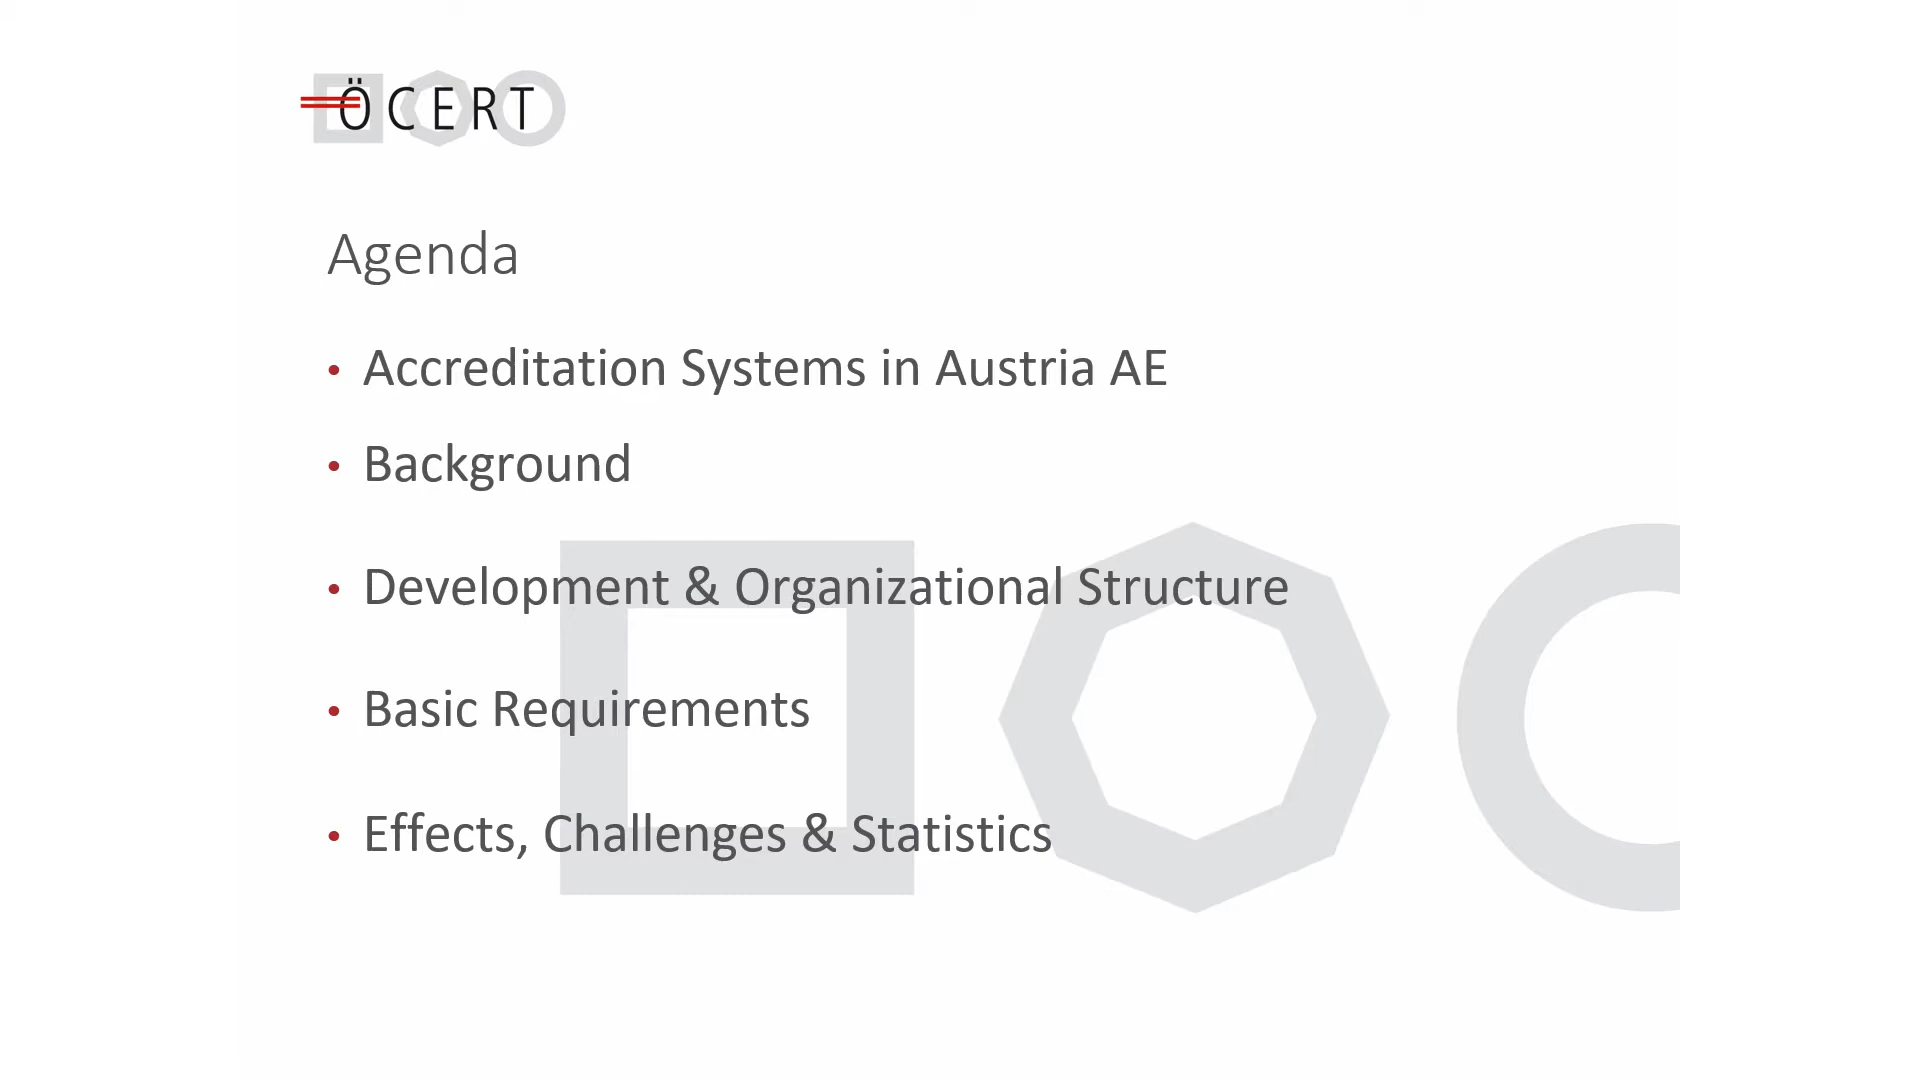 ÖCERT
Agenda
• Accreditation Systems in Austria AE
• Background
• Development & Organizational Structure
• Basic Requirements
• Effects, Challenges & Statistics